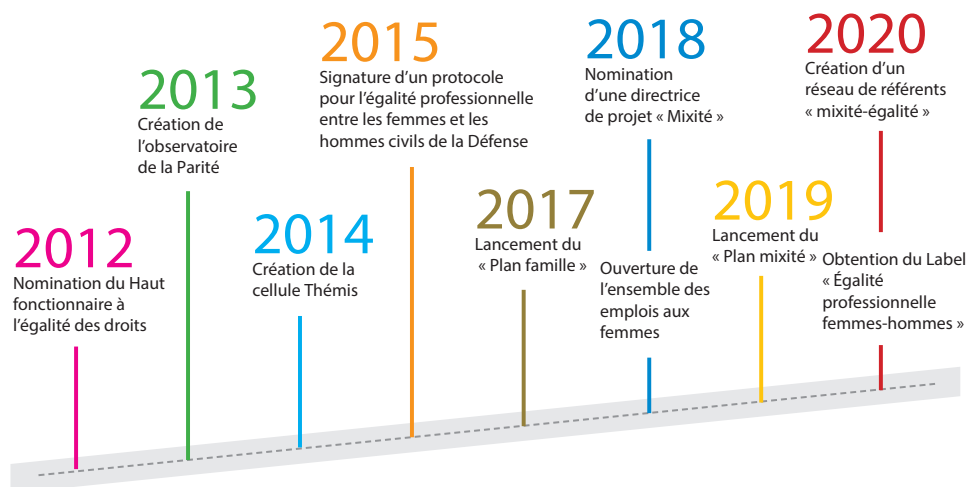 2012
Nomination du Haut
fonctionnaire à
l’égalité des droits
2013
Création de
l’observatoire
de la Parité
2014
Création de la
cellule Thémis
2015
Signature d’un protocole
pour l’égalité professionnelle
entre les femmes et les
hommes civils de la Défense
2017
Lancement du
« Plan famille »
2018
Nomination
d’une directrice
de projet « Mixité »
Ouverture de
l’ensemble des
emplois aux
femmes
2019
Lancement du
« Plan mixité »
2020
Création d’un
réseau de référents
« mixité-égalité »
Obtention du Label
« Égalité
professionnelle
femmes-hommes »